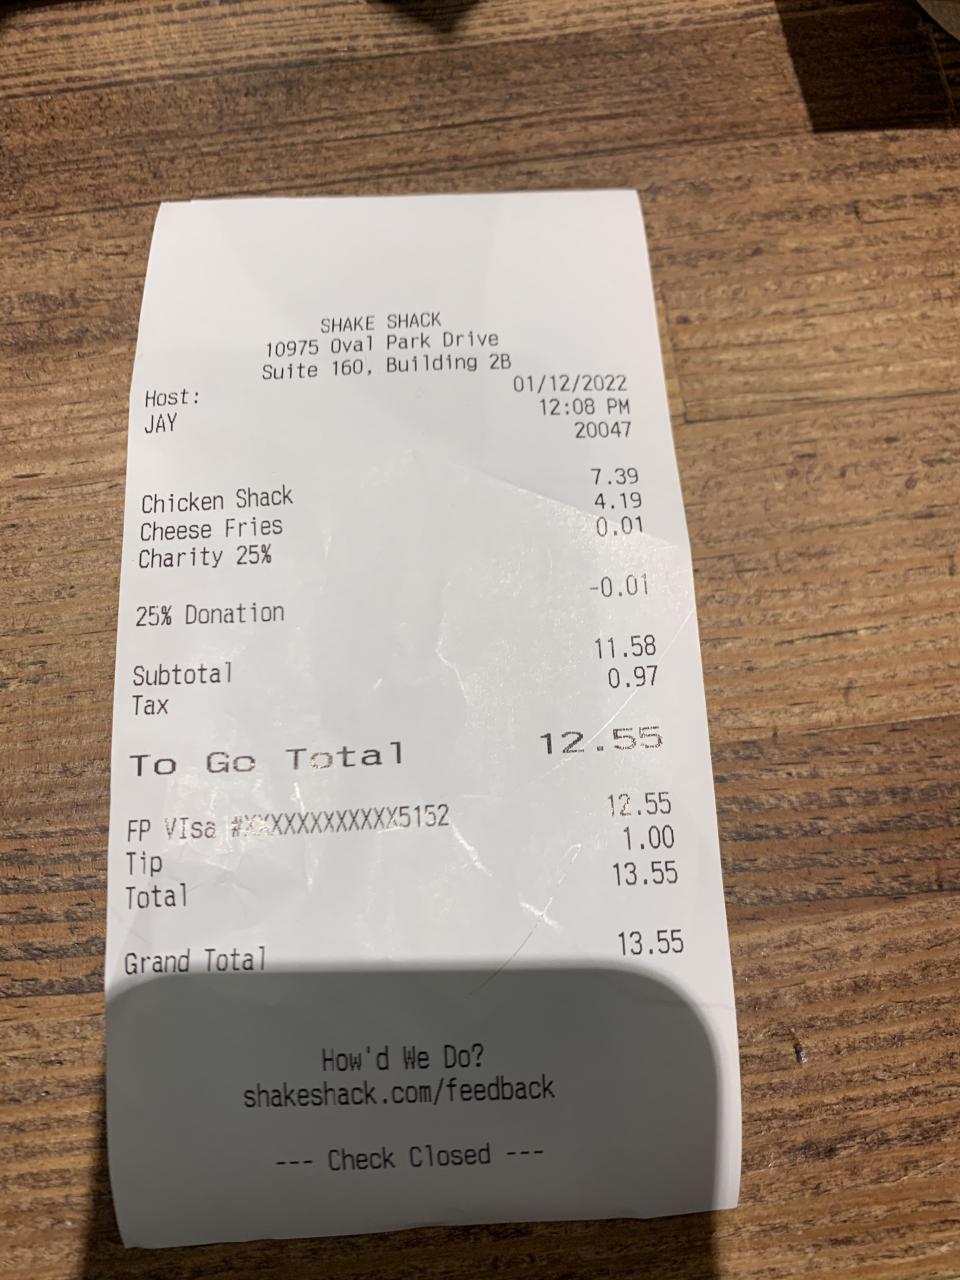 SHAKE SHACK
10975 Oval Park Drive
Suite 160, Building 2B
Host: 01/12/2022
JAY 12:08 PM
20047
Chicken Shack 7.39
Cheese Fries 4.19
Charity 25% 0.01
25% Donation -0.01
Subtotal 11.58
Tax 0.97
To Go Total 12.55
FP VIsa #XXXXXXXXXXXX5152 12.55
Tip 1.00
Total 13.55
Grand Total 13.55
How'd We Do?
shakeshack.com/feedback
--- Check Closed ---